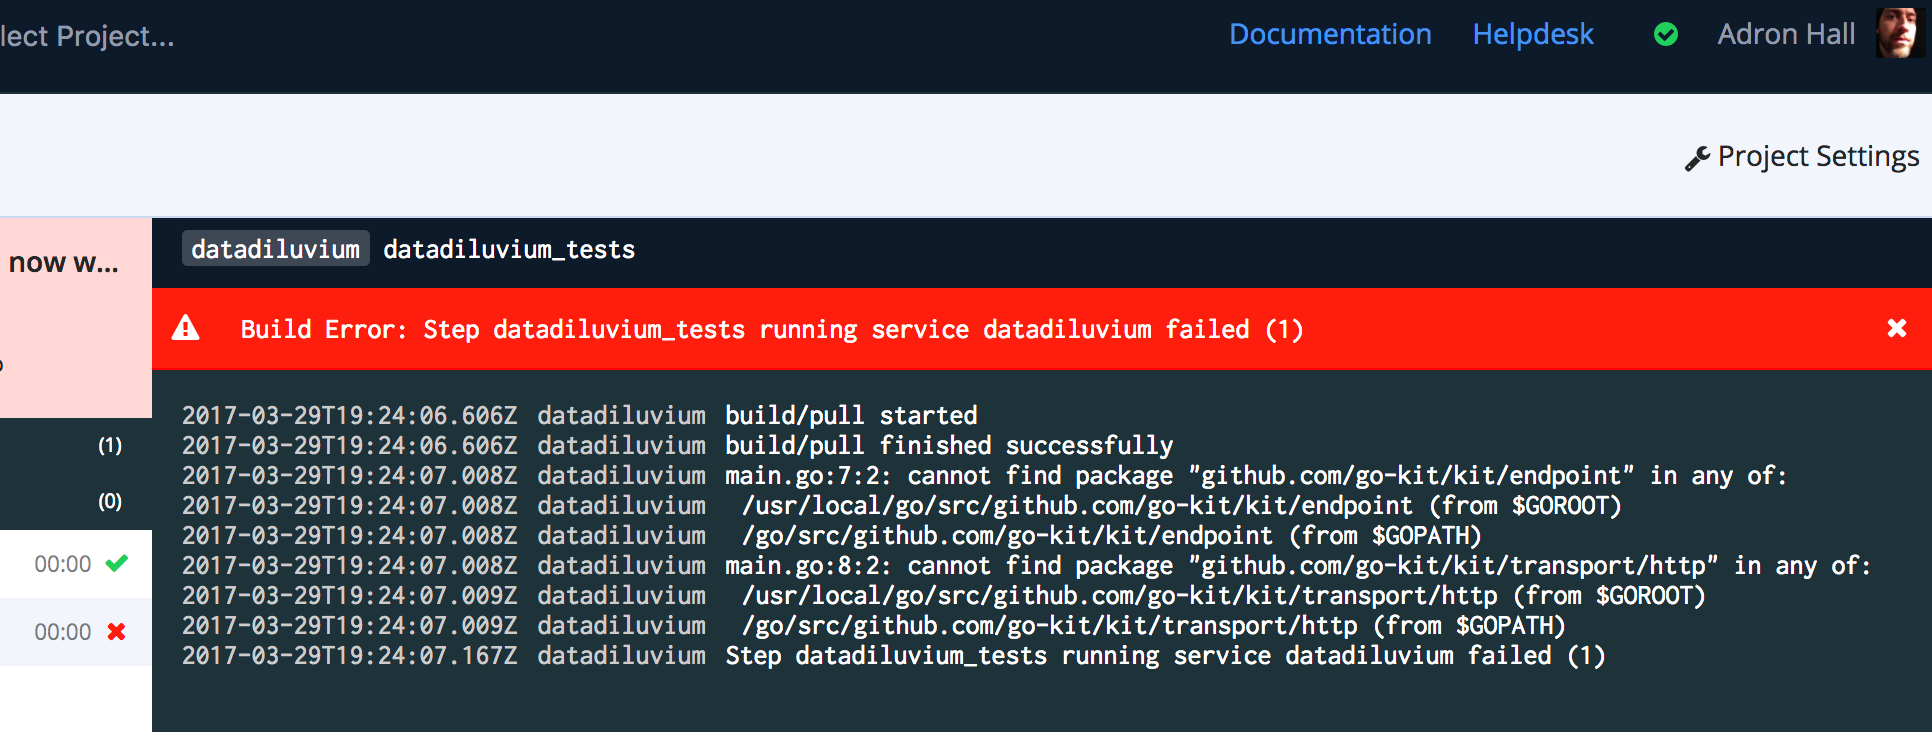 lect Project...
Documentation Helpdesk Adron Hall
Project Settings
now w...
datadiluvium datadiluvium_tests
Build Error: Step datadiluvium_tests running service datadiluvium failed (1)
(1)
(0)
00:00
00:00
2017-03-29T19:24:06.606Z datadiluvium build/pull started
2017-03-29T19:24:06.606Z datadiluvium build/pull finished successfully
2017-03-29T19:24:07.008Z datadiluvium main.go:7:2: cannot find package "github.com/go-kit/kit/endpoint" in any of:
2017-03-29T19:24:07.008Z datadiluvium /usr/local/go/src/github.com/go-kit/kit/endpoint (from $GOROOT)
2017-03-29T19:24:07.008Z datadiluvium /go/src/github.com/go-kit/kit/endpoint (from $GOPATH)
2017-03-29T19:24:07.008Z datadiluvium main.go:8:2: cannot find package "github.com/go-kit/kit/transport/http" in any of:
2017-03-29T19:24:07.009Z datadiluvium /usr/local/go/src/github.com/go-kit/kit/transport/http (from $GOROOT)
2017-03-29T19:24:07.009Z datadiluvium /go/src/github.com/go-kit/kit/transport/http (from $GOPATH)
2017-03-29T19:24:07.167Z datadiluvium Step datadiluvium_tests running service datadiluvium failed (1)